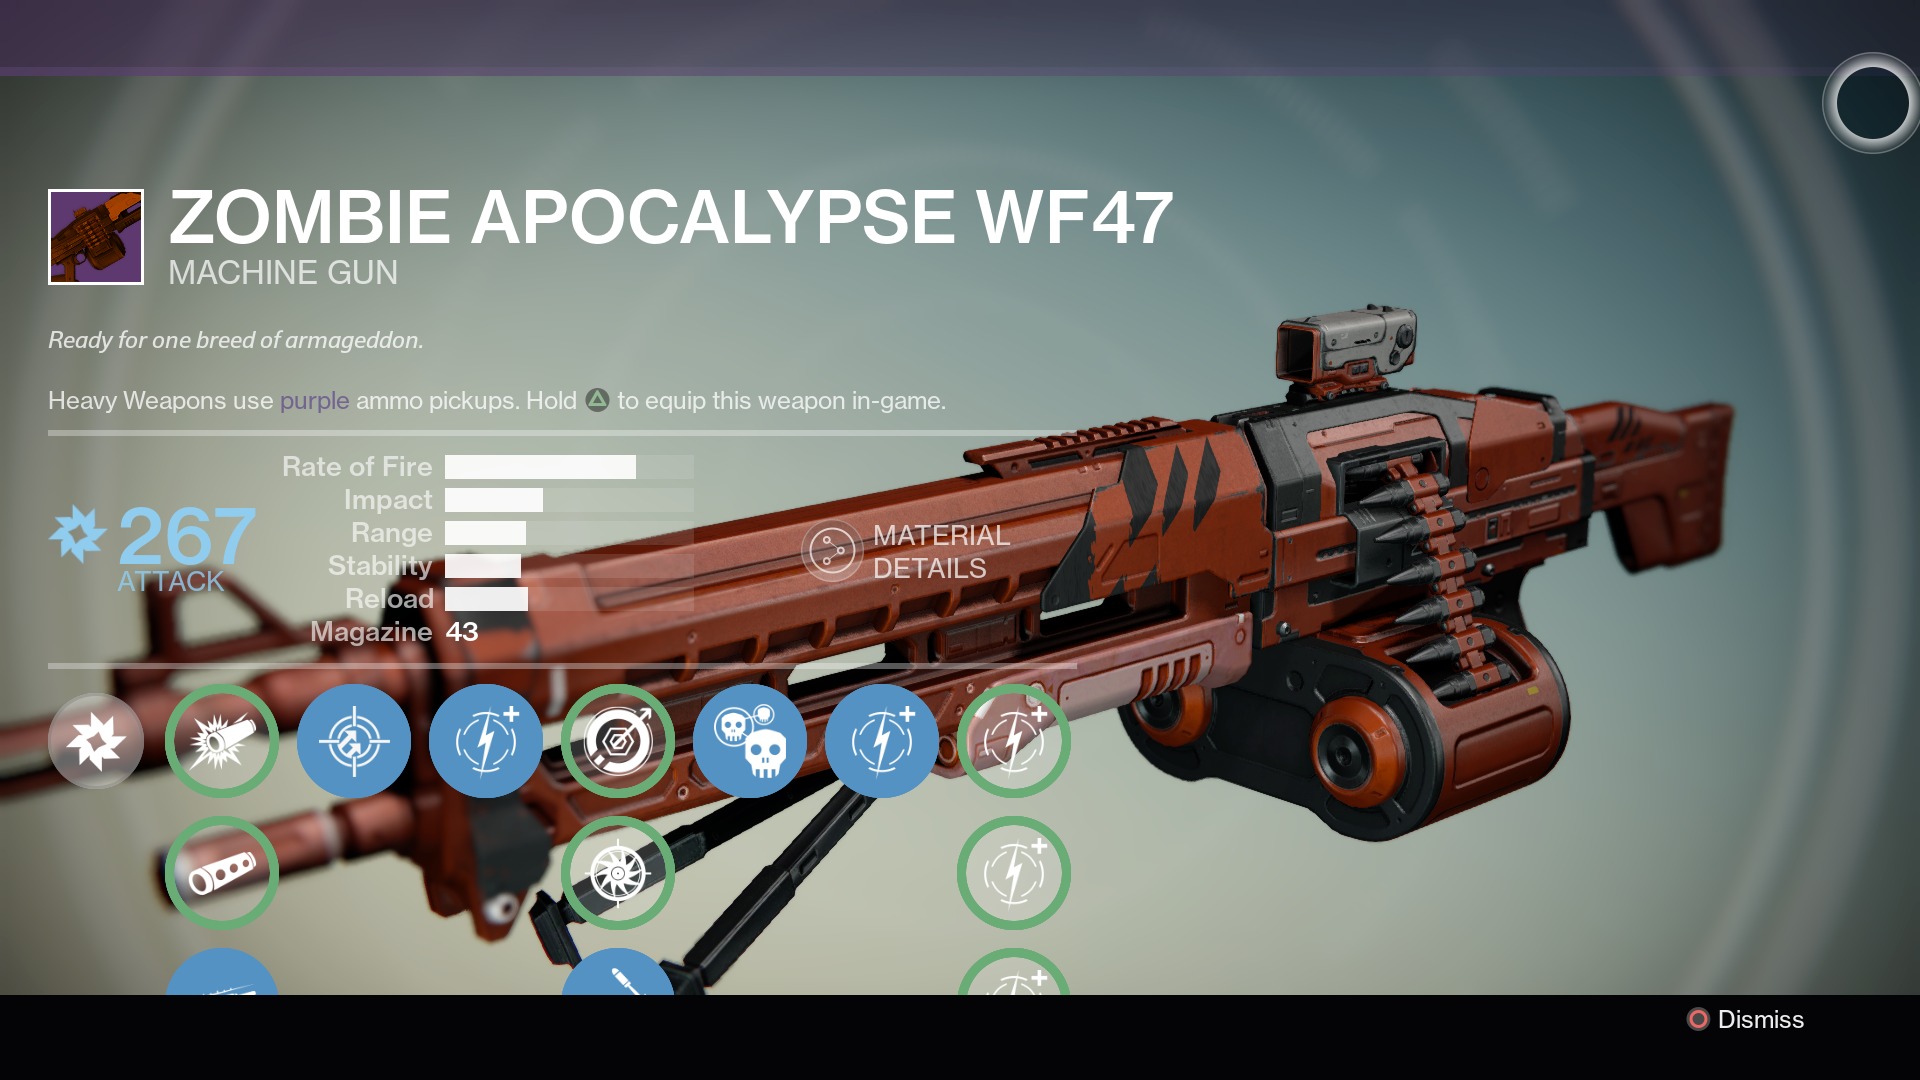 ZOMBIE APOCALYPSE WF47
MACHINE GUN
Ready for one breed of armageddon.
Heavy Weapons use purple ammo pickups. Hold to equip this weapon in-game.
267
ATTACK
Rate of Fire
Impact
Range
Stability
Reload
Magazine 43
MATERIAL
DETAILS
Dismiss